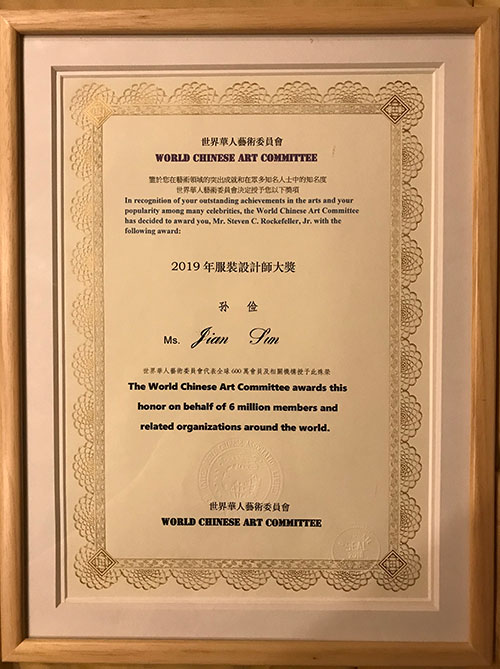 世界華人藝術委員會
WORLD CHINESE ART COMMITTEE
鑒於您在藝術領域的突出成就和在眾多知名人士中的知名度
世界華人藝術委員會決定授予您以下獎項
In recognition of your outstanding achievements in the arts and your
popularity among many celebrities, the World Chinese Art Committee
has decided to award you, Mr. Steven C. Rockefeller, Jr. with the
following award:
2019 年服裝設計師大獎
孙 俭
Ms. Jian Sun
世界華人藝術委員會代表全球 600 萬會員及相關機構授予此殊榮
The World Chinese Art Committee awards this
honor on behalf of 6 million members and
related organizations around the world.
世界華人藝術委員會
WORLD CHINESE ART COMMITTEE